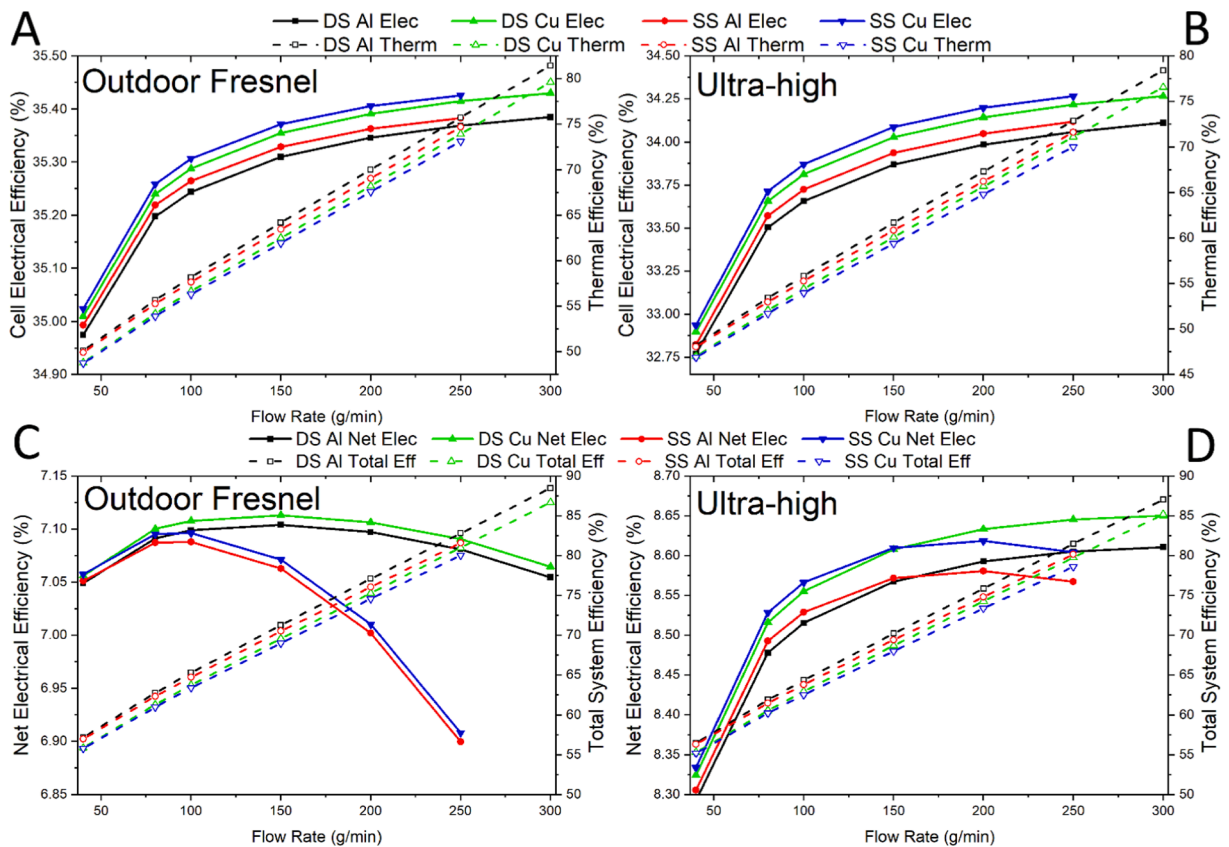 A
DS Al Elec DS Cu Elec SS Al Elec SS Cu Elec
DS Al Therm DS Cu Therm SS Al Therm SS Cu Therm
B
Outdoor Fresnel
Cell Electrical Efficiency (%)
35.50
35.40
35.30
35.20
35.10
35.00
34.90
80
75
70
65
60
55
50
Thermal Efficiency (%)
50 100 150 200 250 300
Flow Rate (g/min)
Ultra-high
Cell Electrical Efficiency (%)
34.50
34.25
34.00
33.75
33.50
33.25
33.00
32.75
80
75
70
65
60
55
50
45
Thermal Efficiency (%)
50 100 150 200 250 300
Flow Rate (g/min)
C
DS Al Net Elec DS Cu Net Elec SS Al Net Elec SS Cu Net Elec
DS Al Total Eff DS Cu Total Eff SS Al Total Eff SS Cu Total Eff
D
Outdoor Fresnel
Net Electrical Efficiency (%)
7.15
7.10
7.05
7.00
6.95
6.90
6.85
90
85
80
75
70
65
60
55
50
Total System Efficiency (%)
50 100 150 200 250 300
Flow Rate (g/min)
Ultra-high
Net Electrical Efficiency (%)
8.70
8.65
8.60
8.55
8.50
8.45
8.40
8.35
8.30
90
85
80
75
70
65
60
55
50
Total System Efficiency (%)
50 100 150 200 250 300
Flow Rate (g/min)